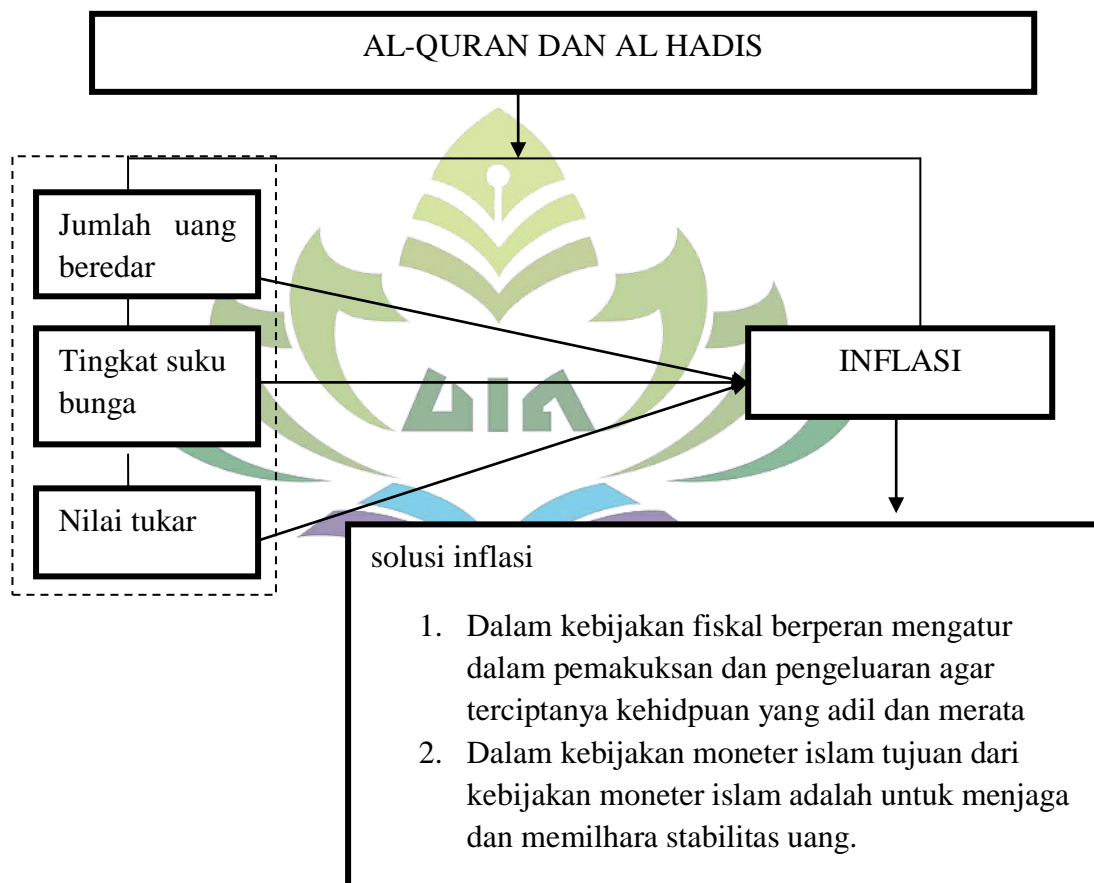 AL-QURAN DAN AL HADIS
Jumlah uang
beredar
Tingkat suku
bunga
Nilai tukar
INFLASI
UIN
solusi inflasi
1. Dalam kebijakan fiskal berperan mengatur
dalam pemakuksan dan pengeluaran agar
terciptanya kehidpuan yang adil dan merata
2. Dalam kebijakan moneter islam tujuan dari
kebijakan moneter islam adalah untuk menjaga
dan memilhara stabilitas uang.